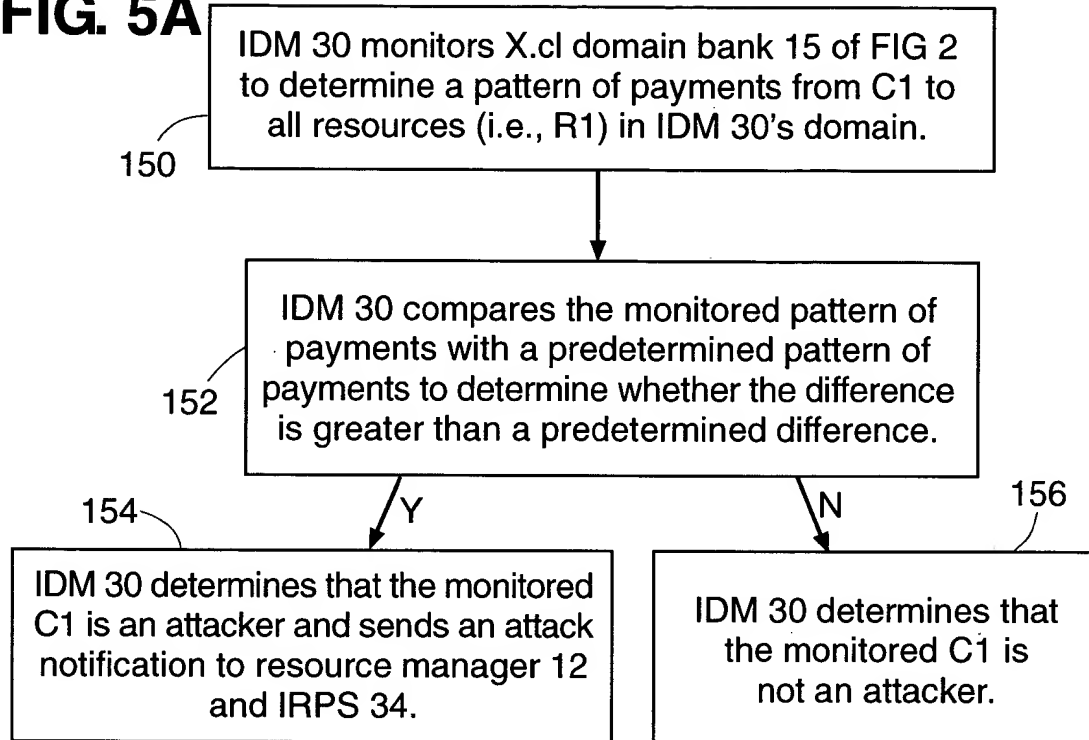 FIG. 5A
IDM 30 monitors X.cl domain bank 15 of FIG 2
to determine a pattern of payments from C1 to
all resources (i.e., R1) in IDM 30's domain.
150
IDM 30 compares the monitored pattern of
payments with a predetermined pattern of
payments to determine whether the difference
is greater than a predetermined difference.
152
Y
N
154
IDM 30 determines that the monitored
C1 is an attacker and sends an attack
notification to resource manager 12
and IRPS 34.
156
IDM 30 determines that
the monitored C1 is
not an attacker.